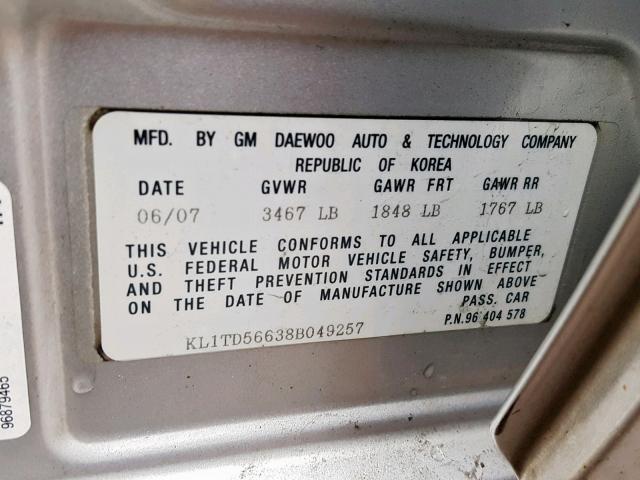 MFD. BY GM DAEWOO AUTO & TECHNOLOGY COMPANY
REPUBLIC OF KOREA
DATE GVWR GAWR FRT GAWR RR
06/07 3467 LB 1848 LB 1767 LB
THIS VEHICLE CONFORMS TO ALL APPLICABLE
U.S. FEDERAL MOTOR VEHICLE SAFETY, BUMPER,
AND THEFT PREVENTION STANDARDS IN EFFECT
ON THE DATE OF MANUFACTURE SHOWN ABOVE
PASS. CAR
KL1TD56638B049257
P.N.96 404 578
96879465